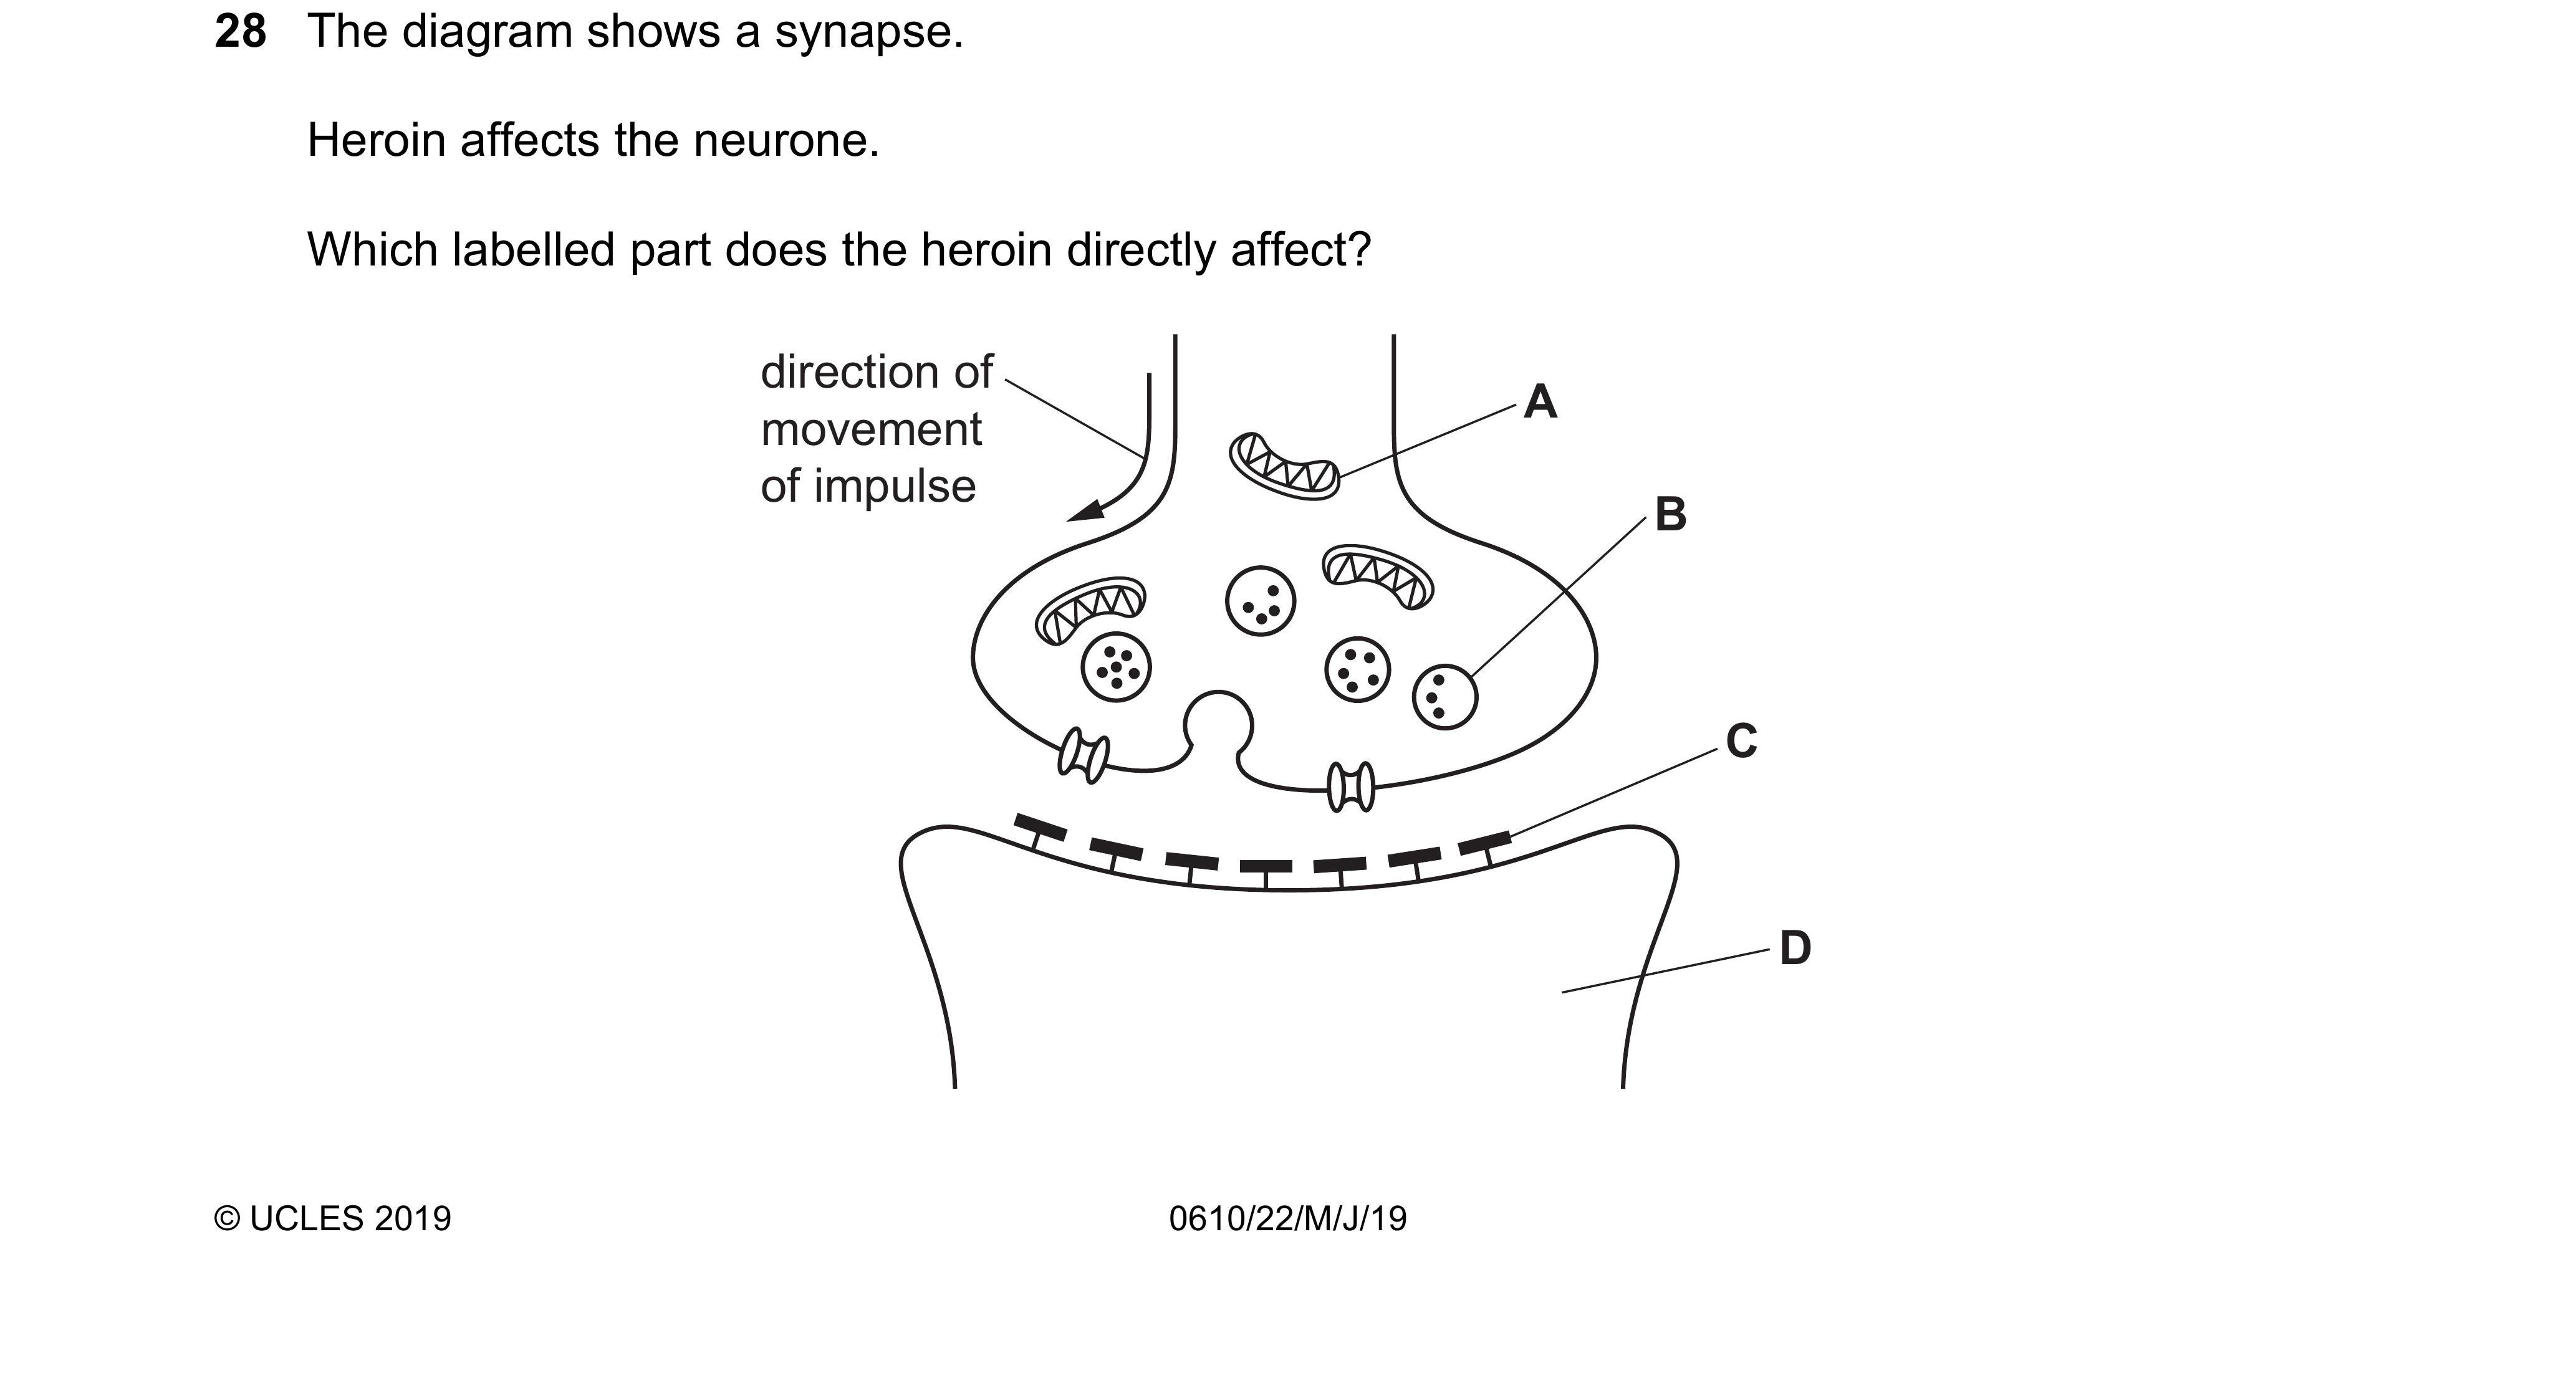 28 The diagram shows a synapse.
Heroin affects the neurone.
Which labelled part does the heroin directly affect?
direction of
movement
of impulse
A
B
C
D
© UCLES 2019
0610/22/M/J/19